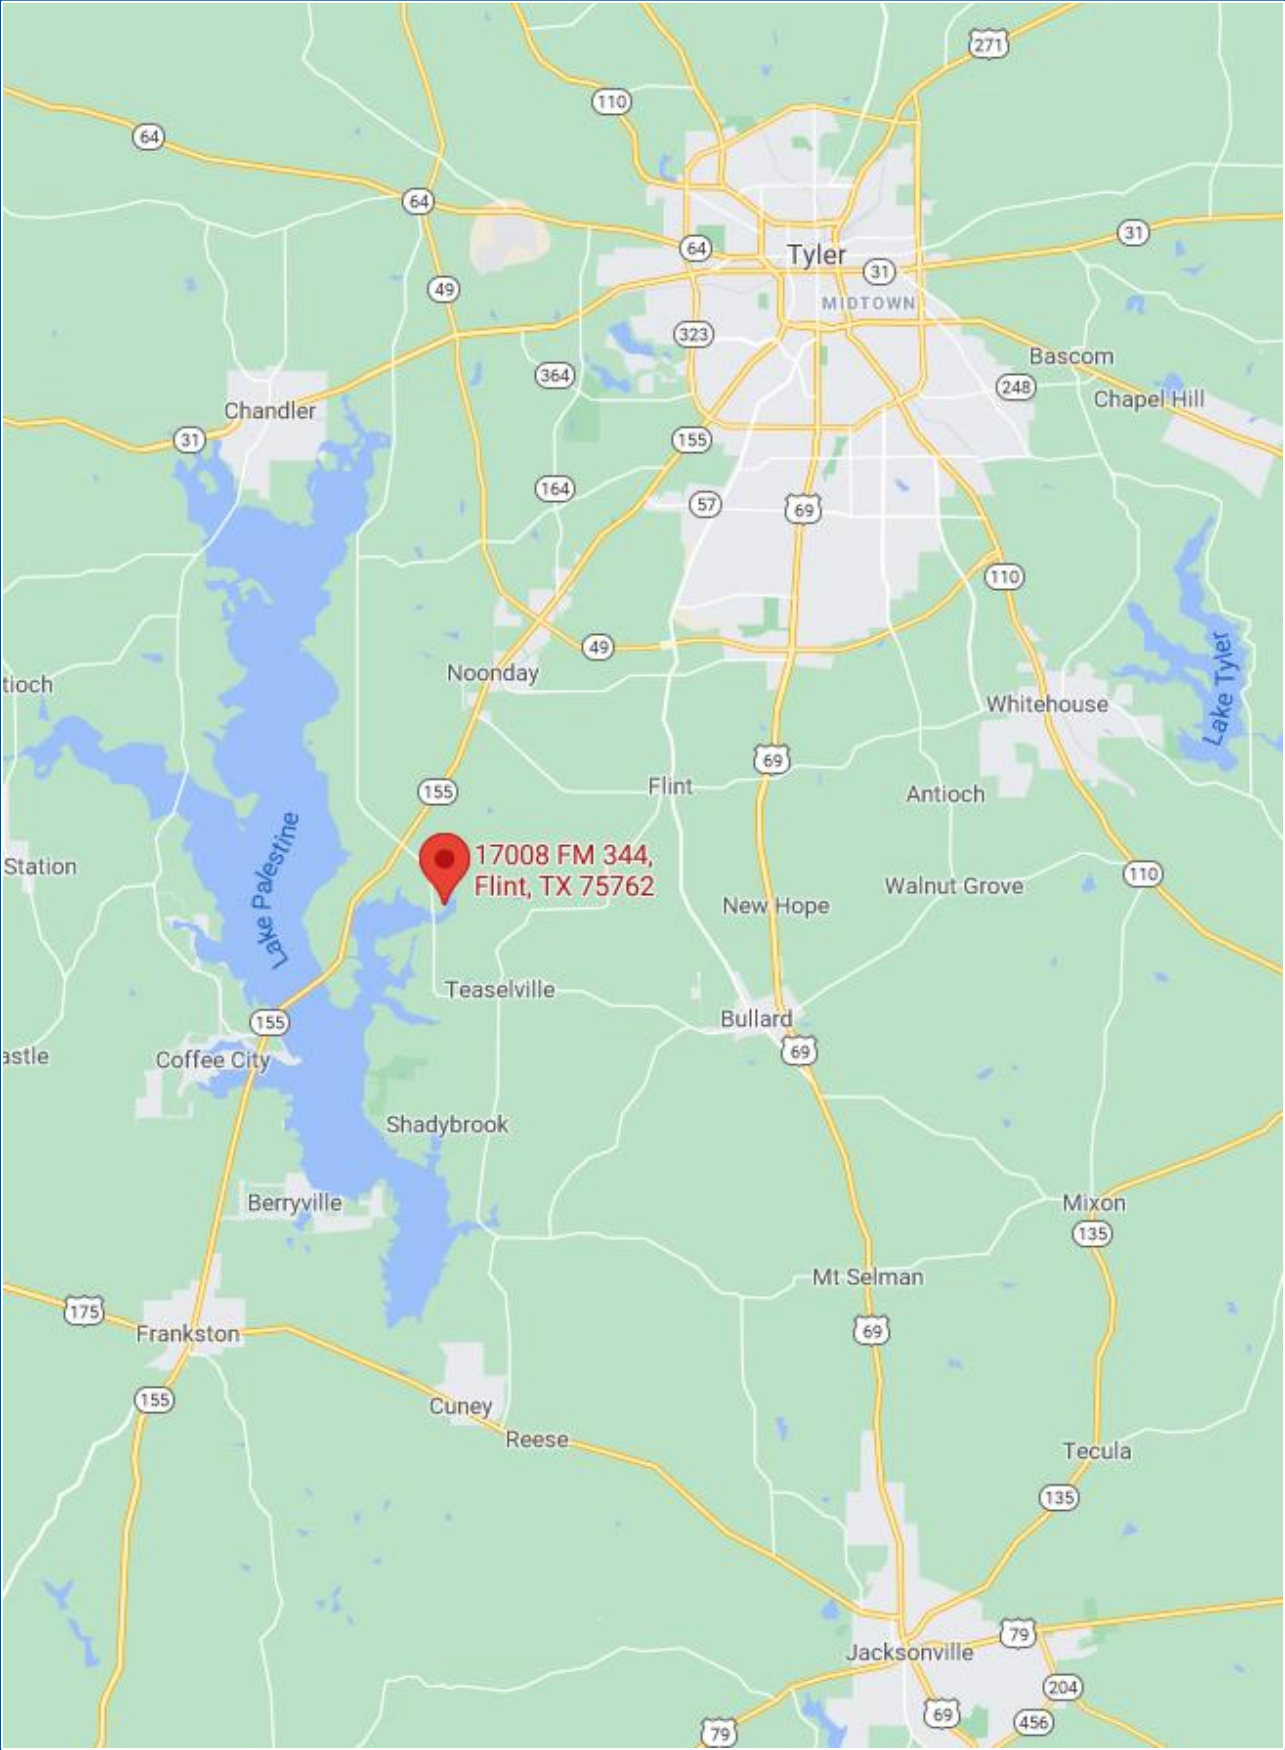 271
110
64
64
Tyler
31
64
31
49
MIDTOWN
323
Bascom
364
248
Chapel Hill
Chandler
31
155
164
57
69
110
49
Noonday
tioch
Lake Tyler
Whitehouse
69
Flint
155
Antioch
17008 FM 344,
Flint, TX 75762
Station
Lake Palestine
110
Walnut Grove
New Hope
Teaselville
155
Bullard
69
astle
Coffee City
Shadybrook
Berryville
Mixon
135
Mt Selman
175
Frankston
69
155
Cuney
Reese
Tecula
135
79
Jacksonville
204
69
456
79